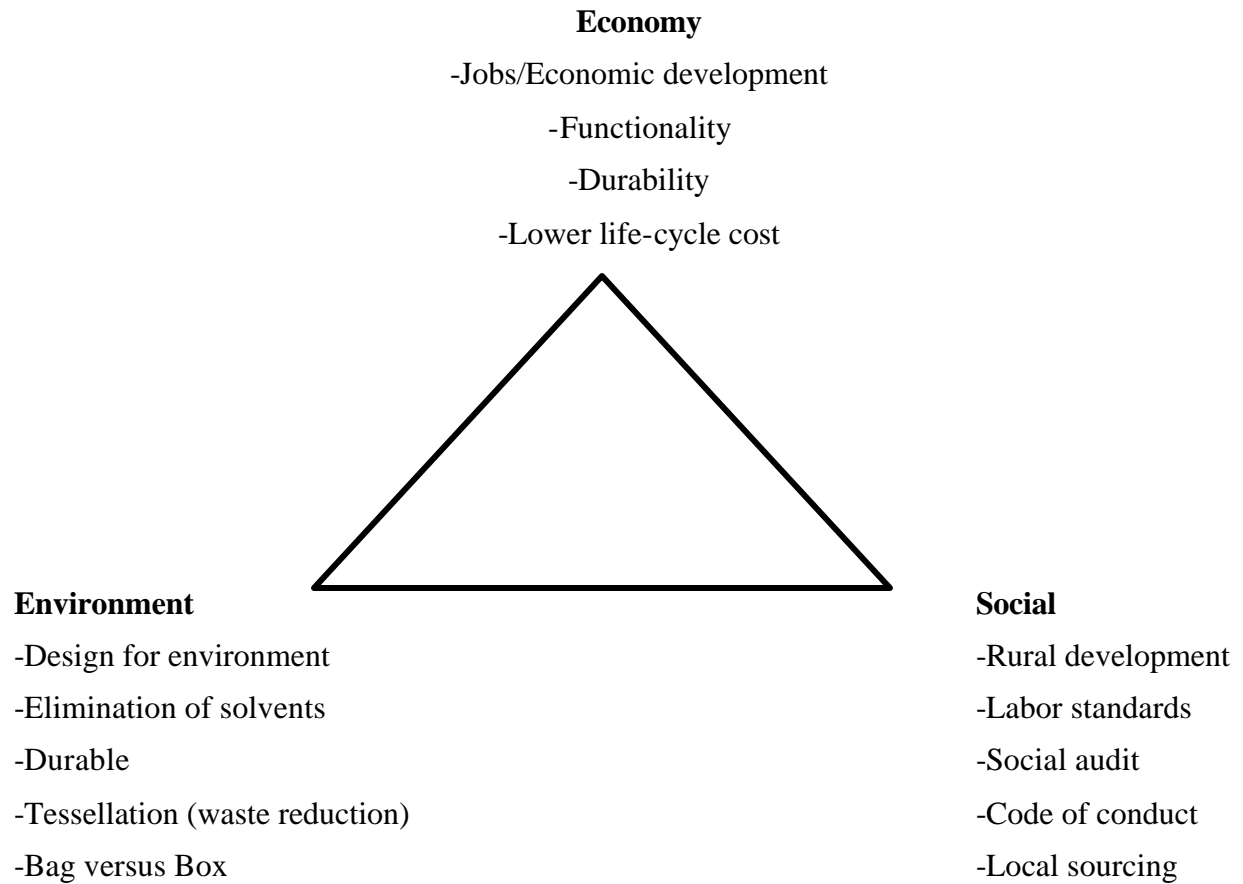 Economy
-Jobs/Economic development
-Functionality
-Durability
-Lower life-cycle cost
Environment
-Design for environment
-Elimination of solvents
-Durable
-Tessellation (waste reduction)
-Bag versus Box
Social
-Rural development
-Labor standards
-Social audit
-Code of conduct
-Local sourcing